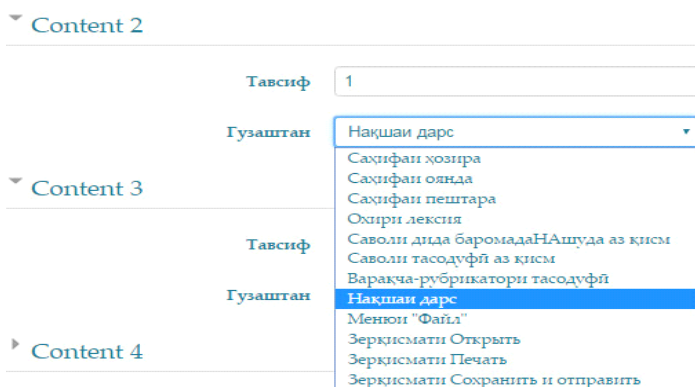 Content 2
Тавсиф 1
Гузаштан Нақшаи дарс
Саҳифаи ҳозира
Саҳифаи оянда
Саҳифаи пештара
Охири лексия
Саволи дида баромадаНАшуда аз қисм
Саволи тасодуфӣ аз қисм
Варақча-рубрикатори тасодуфӣ
Нақшаи дарс
Менюи "Файл"
Зерқисмати Открыть
Зерқисмати Печать
Зерқисмати Сохранить и отправить
Content 3
Тавсиф
Гузаштан
Content 4